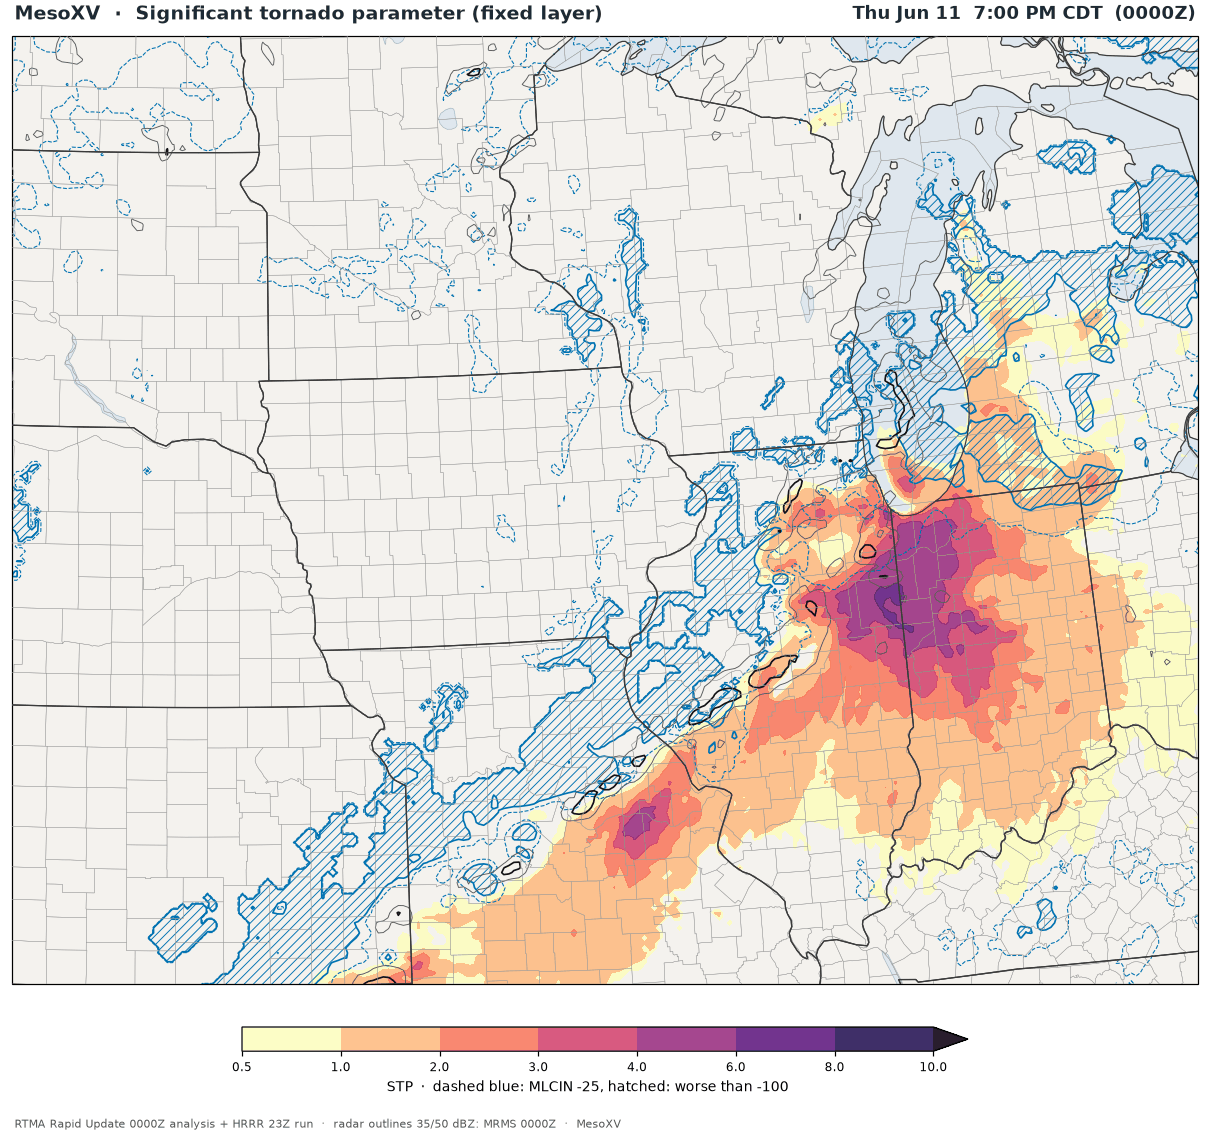 MesoXV · Significant tornado parameter (fixed layer)
Thu Jun 11 7:00 PM CDT (0000Z)
0.5 1.0 2.0 3.0 4.0 6.0 8.0 10.0
STP · dashed blue: MLCIN -25, hatched: worse than -100
RTMA Rapid Update 0000Z analysis + HRRR 23Z run · radar outlines 35/50 dBZ: MRMS 0000Z · MesoXV